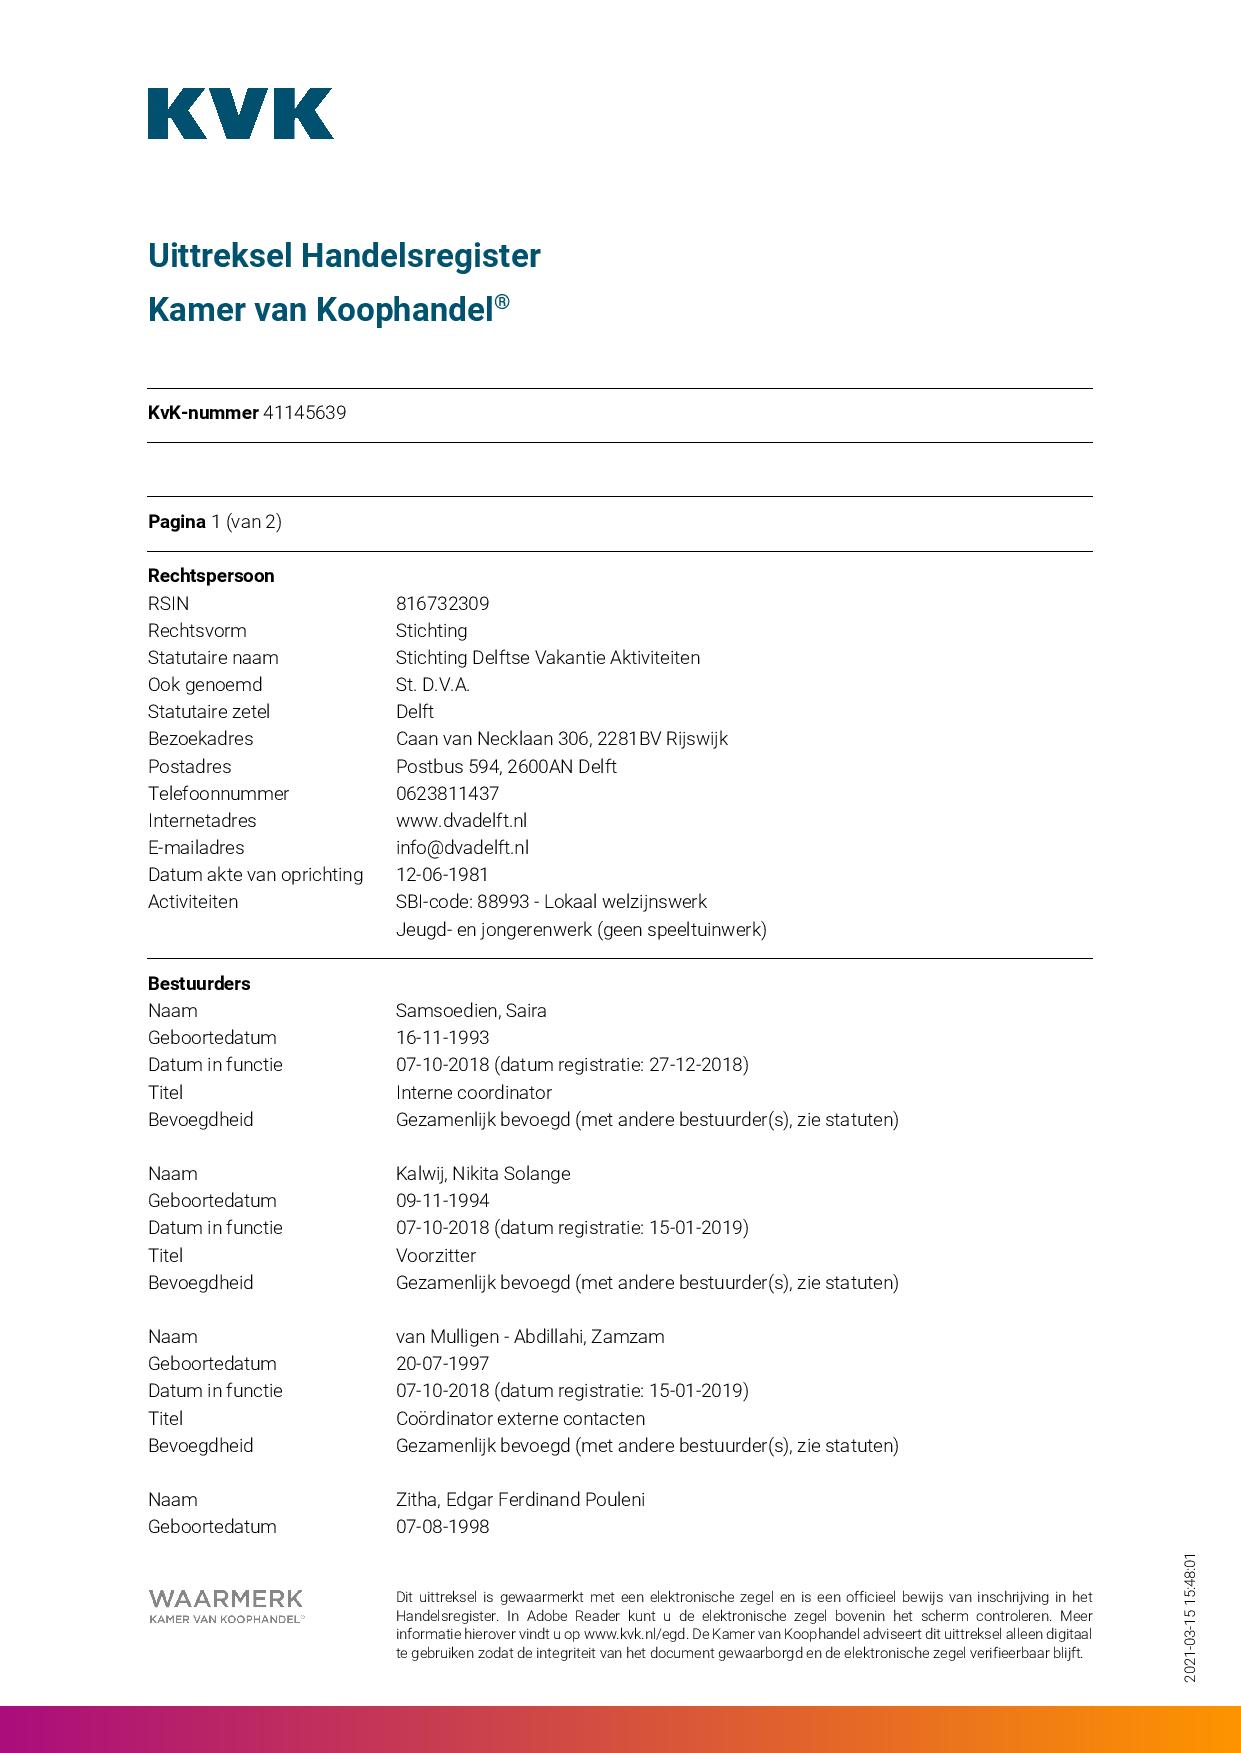 KVK
Uittreksel Handelsregister
Kamer van Koophandel®
KvK-nummer 41145639
Pagina 1 (van 2)
Rechtspersoon
RSIN 816732309
Rechtsvorm Stichting
Statutaire naam Stichting Delftse Vakantie Aktiviteiten
Ook genoemd St. D.V.A.
Statutaire zetel Delft
Bezoekadres Caan van Necklaan 306, 2281BV Rijswijk
Postadres Postbus 594, 2600AN Delft
Telefoonnummer 0623811437
Internetadres www.dvadelft.nl
E-mailadres info@dvadelft.nl
Datum akte van oprichting 12-06-1981
Activiteiten SBI-code: 88993 - Lokaal welzijnswerk
Jeugd- en jongerenwerk (geen speeltuinwerk)
Bestuurders
Naam Samsoedien, Saira
Geboortedatum 16-11-1993
Datum in functie 07-10-2018 (datum registratie: 27-12-2018)
Titel Interne coordinator
Bevoegdheid Gezamenlijk bevoegd (met andere bestuurder(s), zie statuten)
Naam Kalwij, Nikita Solange
Geboortedatum 09-11-1994
Datum in functie 07-10-2018 (datum registratie: 15-01-2019)
Titel Voorzitter
Bevoegdheid Gezamenlijk bevoegd (met andere bestuurder(s), zie statuten)
Naam van Mulligen - Abdillahi, Zamzam
Geboortedatum 20-07-1997
Datum in functie 07-10-2018 (datum registratie: 15-01-2019)
Titel Coördinator externe contacten
Bevoegdheid Gezamenlijk bevoegd (met andere bestuurder(s), zie statuten)
Naam Zitha, Edgar Ferdinand Pouleni
Geboortedatum 07-08-1998
WAARMERK
KAMER VAN KOOPHANDEL®
Dit uittreksel is gewaarmerkt met een elektronische zegel en is een officieel bewijs van inschrijving in het
Handelsregister. In Adobe Reader kunt u de elektronische zegel bovenin het scherm controleren. Meer
informatie hierover vindt u op www.kvk.nl/egd. De Kamer van Koophandel adviseert dit uittreksel alleen digitaal
te gebruiken zodat de integriteit van het document gewaarborgd en de elektronische zegel verifieerbaar blijft.
2021-03-15 15:48:01